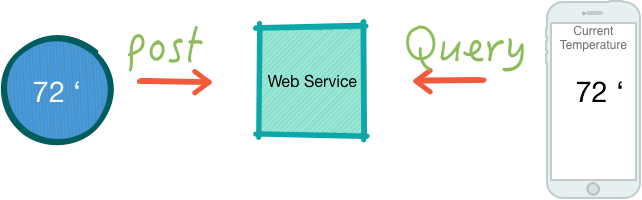 post
72 ‘
Web Service
Query
Current
Temperature
72 ‘